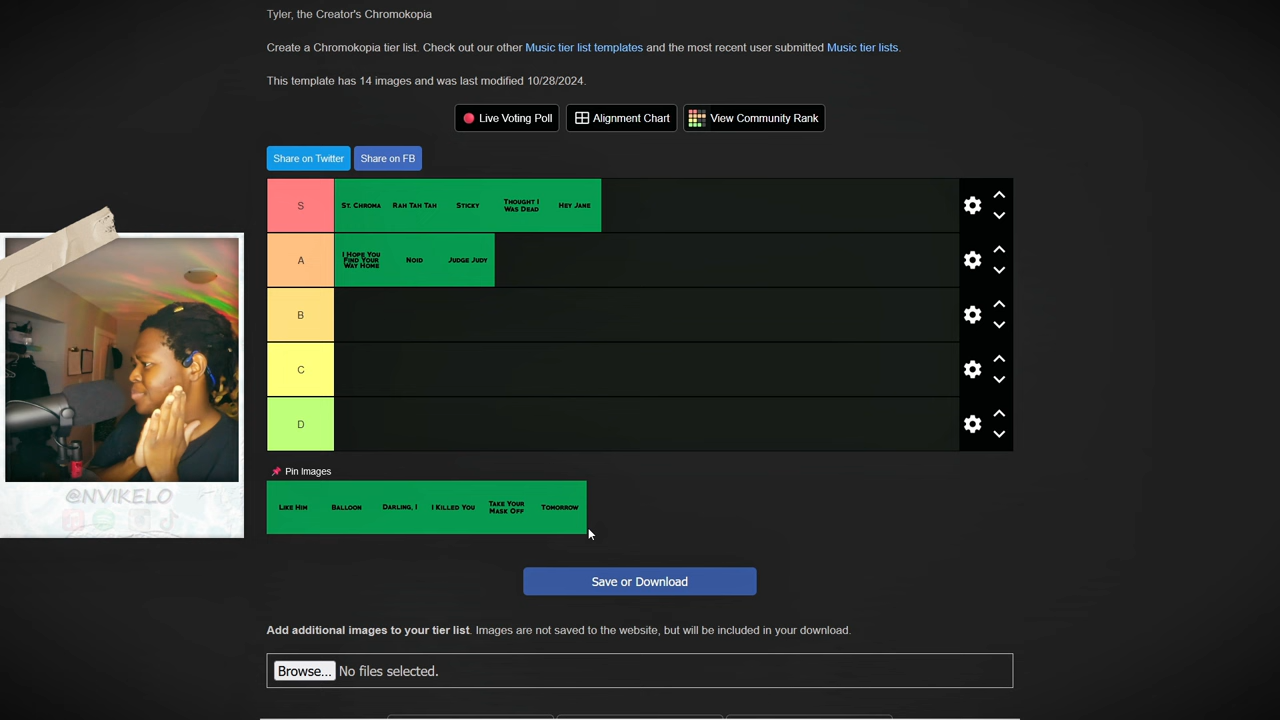 Tyler, the Creator's Chromokopia
Create a Chromokopia tier list. Check out our other Music tier list templates and the most recent user submitted Music tier lists.
This template has 14 images and was last modified 10/28/2024.
Live Voting Poll
Alignment Chart
View Community Rank
Share on Twitter
Share on FB
S
St. Chroma
Rah Tah Tah
Sticky
Thought I
Was Dead
Hey Jane
A
I Hope You
Find Your
Way Home
Noid
Judge Judy
B
C
D
Pin Images
Like Him
Balloon
Darling, I
I Killed You
Take Your
Mask Off
Tomorrow
@NVIKELO
Save or Download
Add additional images to your tier list. Images are not saved to the website, but will be included in your download.
Browse... No files selected.